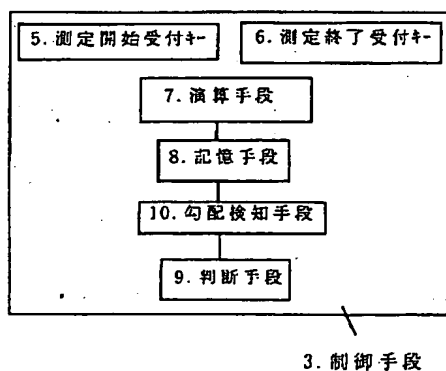 5. 測定開始受付キー
6. 測定終了受付キー
7. 演算手段
8. 記憶手段
10. 勾配検知手段
9. 判断手段
3. 制御手段